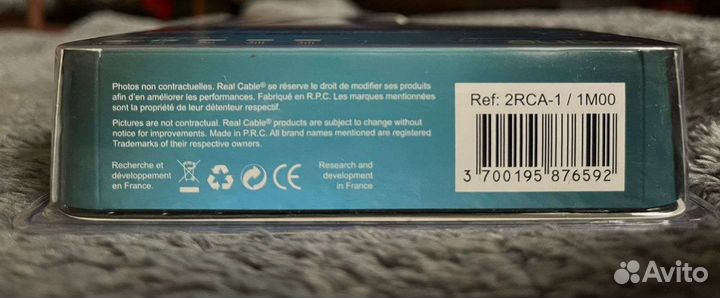 Photos non contractuelles. Real Cable® se réserve le droit de modifier ses produits
afin d'en améliorer les performances. Fabriqué en R.P.C. Les marques mentionnées
sont la propriété de leur détenteur respectif.
Pictures are not contractual. Real Cable® products are subject to change without
notice for improvements. Made in P.R.C. All brand names mentioned are registered
Trademarks of their respective owners.
Recherche et
développement
en France.
CE
Research and
development
in France
Ref: 2RCA-1 / 1M00
3 700195 876592
Avito